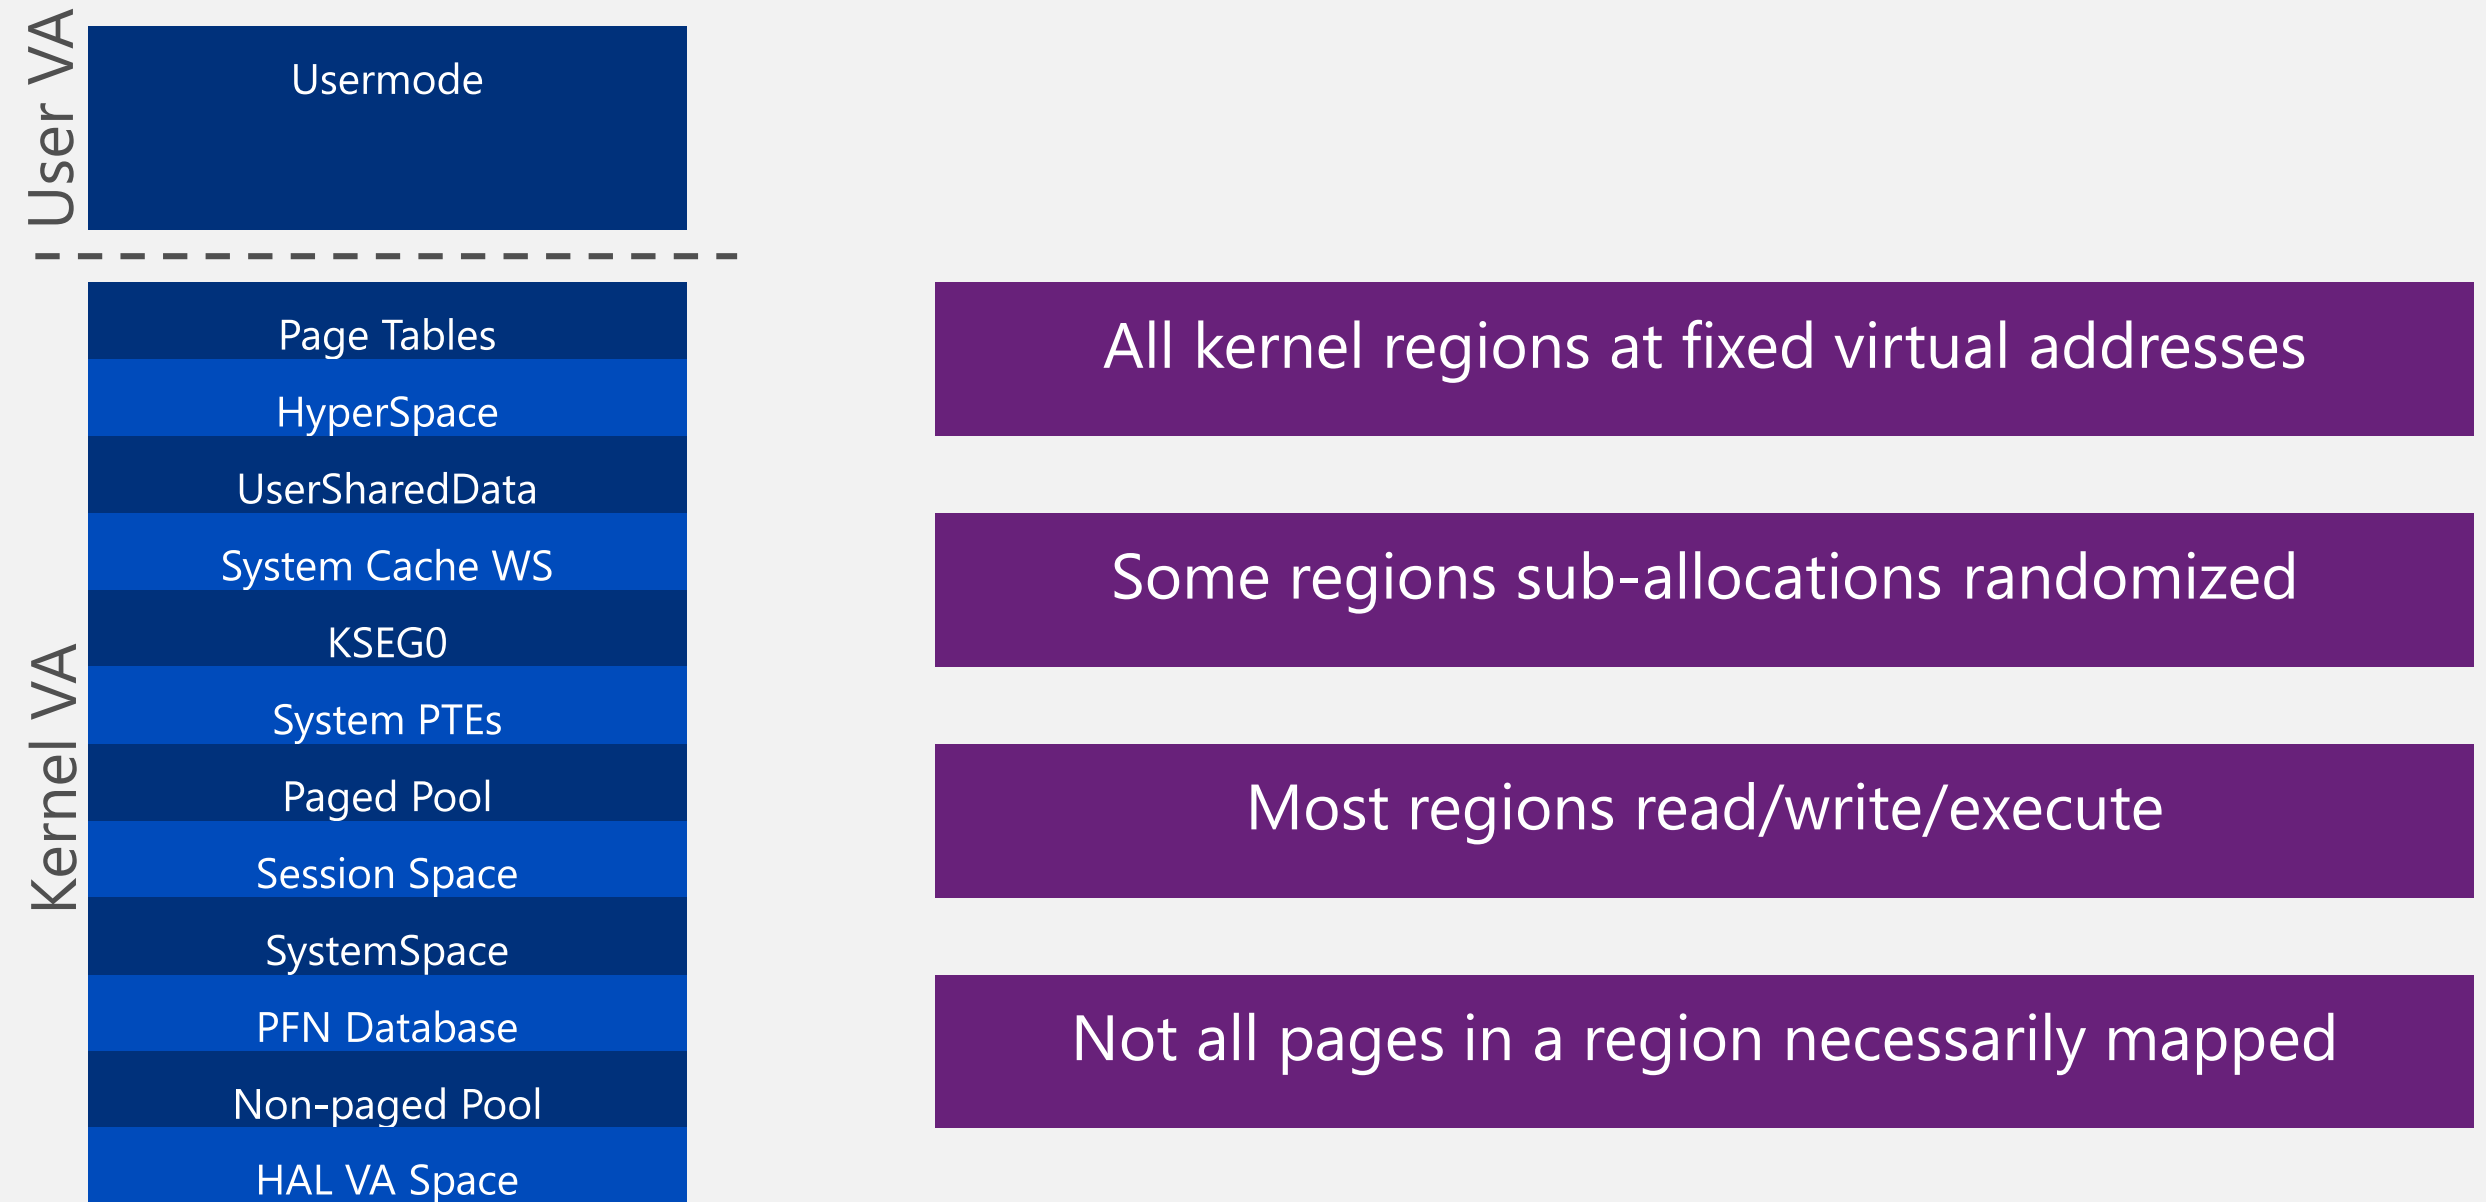 User VA
Usermode
Kernel VA
Page Tables
HyperSpace
UserSharedData
System Cache WS
KSEG0
System PTEs
Paged Pool
Session Space
SystemSpace
PFN Database
Non-paged Pool
HAL VA Space
All kernel regions at fixed virtual addresses
Some regions sub-allocations randomized
Most regions read/write/execute
Not all pages in a region necessarily mapped